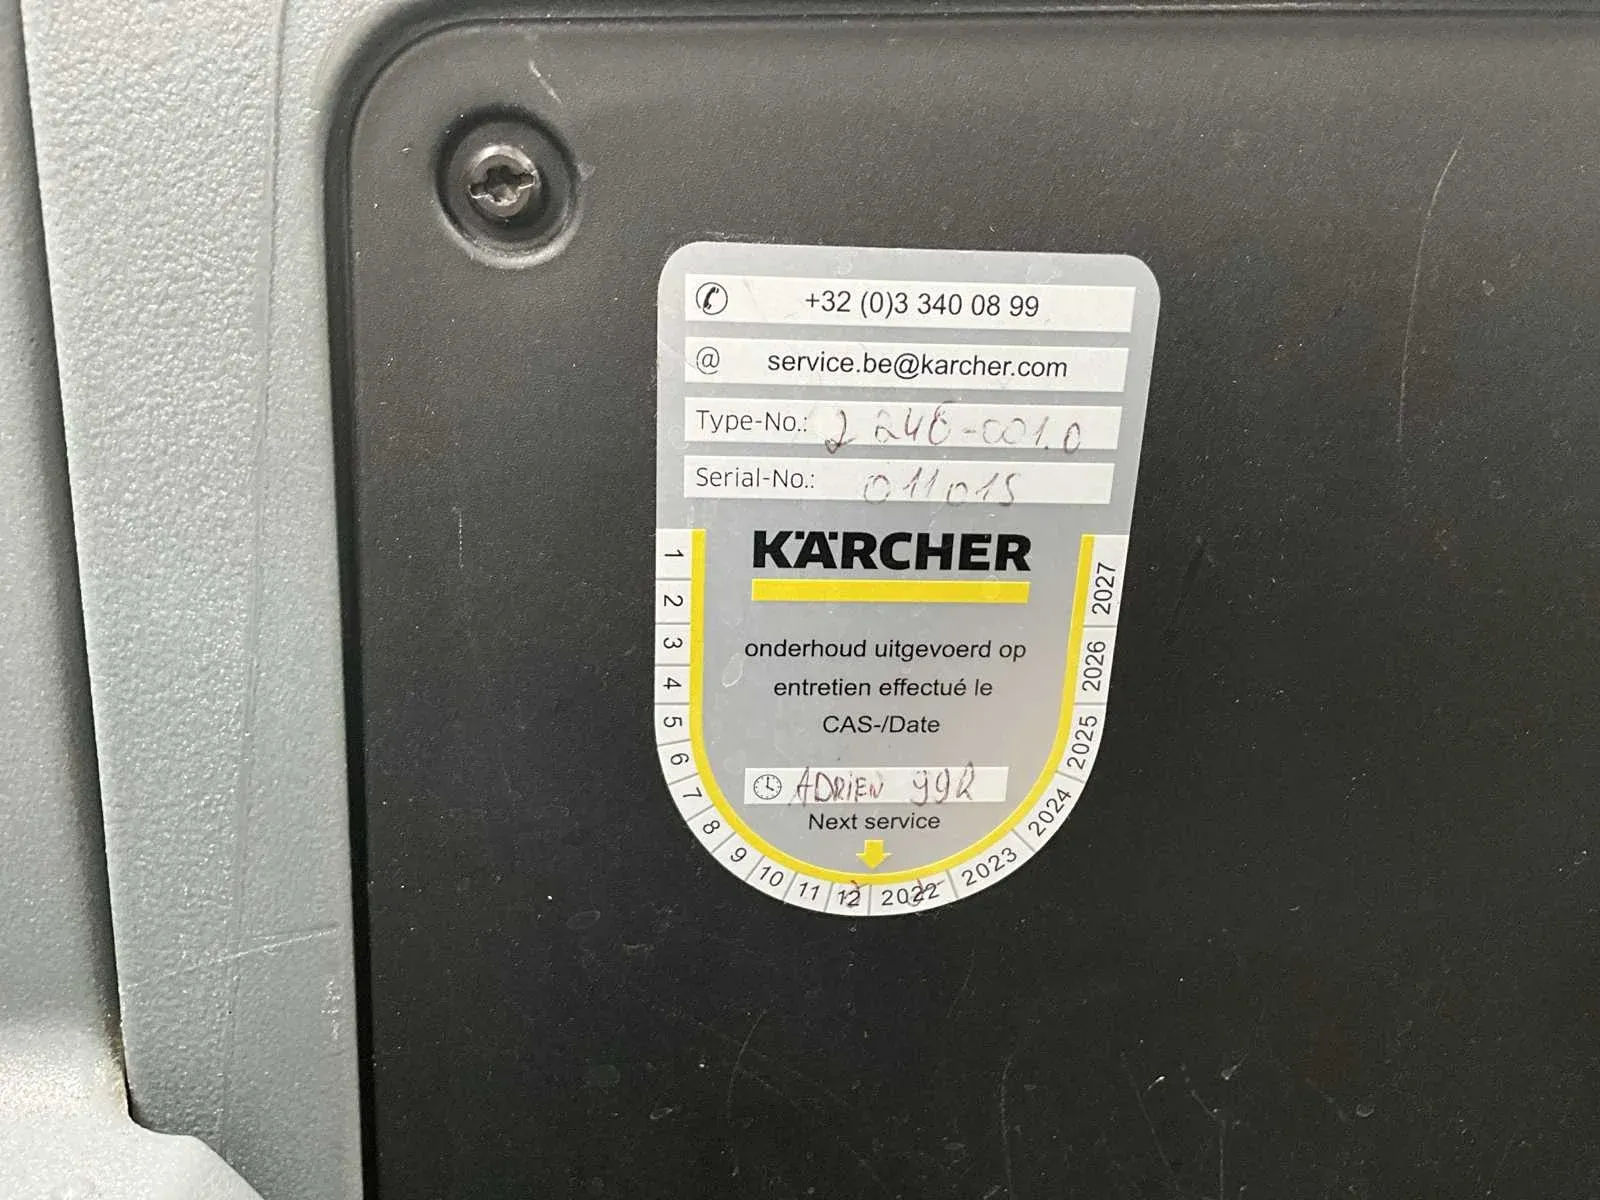 +32 (0)3 340 08 99
@ service.be@karcher.com
Type-No.: 2 246-001.0
Serial-No.: 011015
KÄRCHER
onderhoud uitgevoerd op
entretien effectué le
CAS-/Date
ADRIEN 99R
Next service
1
2
3
4
5
6
7
8
9
10
11
12
2022
2023
2024
2025
2026
2027